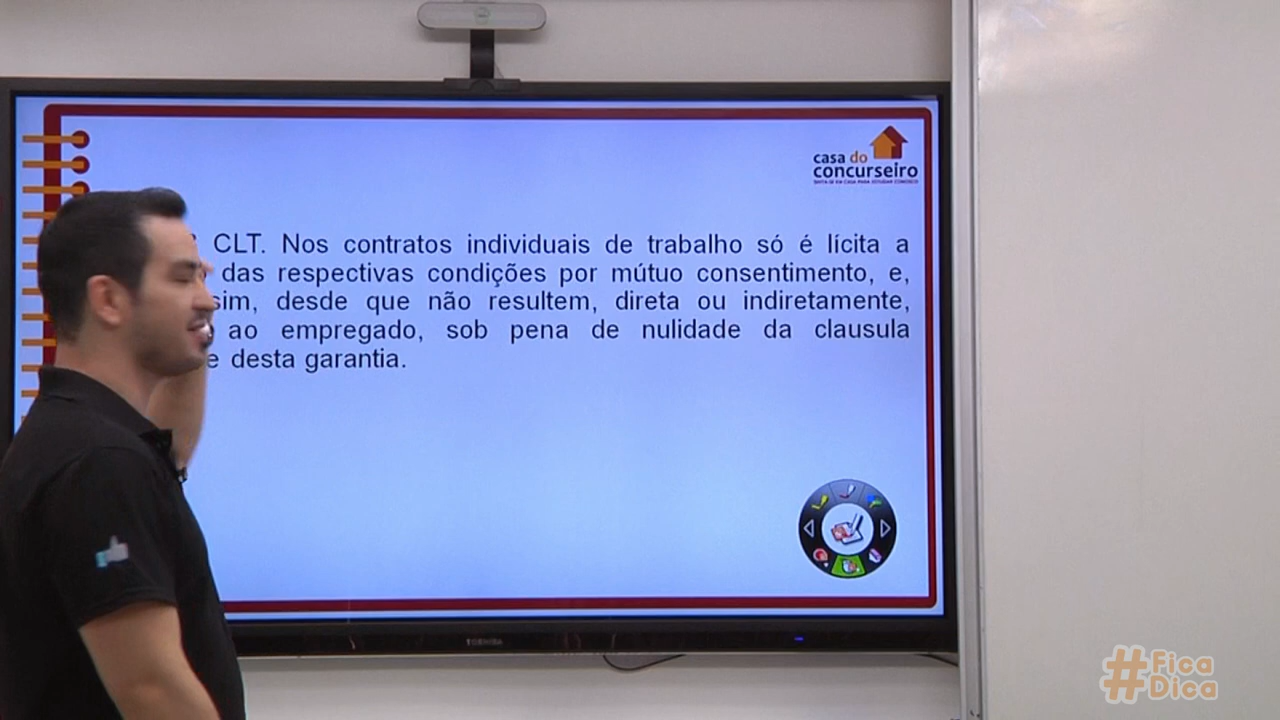 casa do
concurseiro
CLT. Nos contratos individuais de trabalho só é lícita a
das respectivas condições por mútuo consentimento, e,
sim, desde que não resultem, direta ou indiretamente,
ao empregado, sob pena de nulidade da clausula
e desta garantia.
TOSHIBA
#Fica
Dica